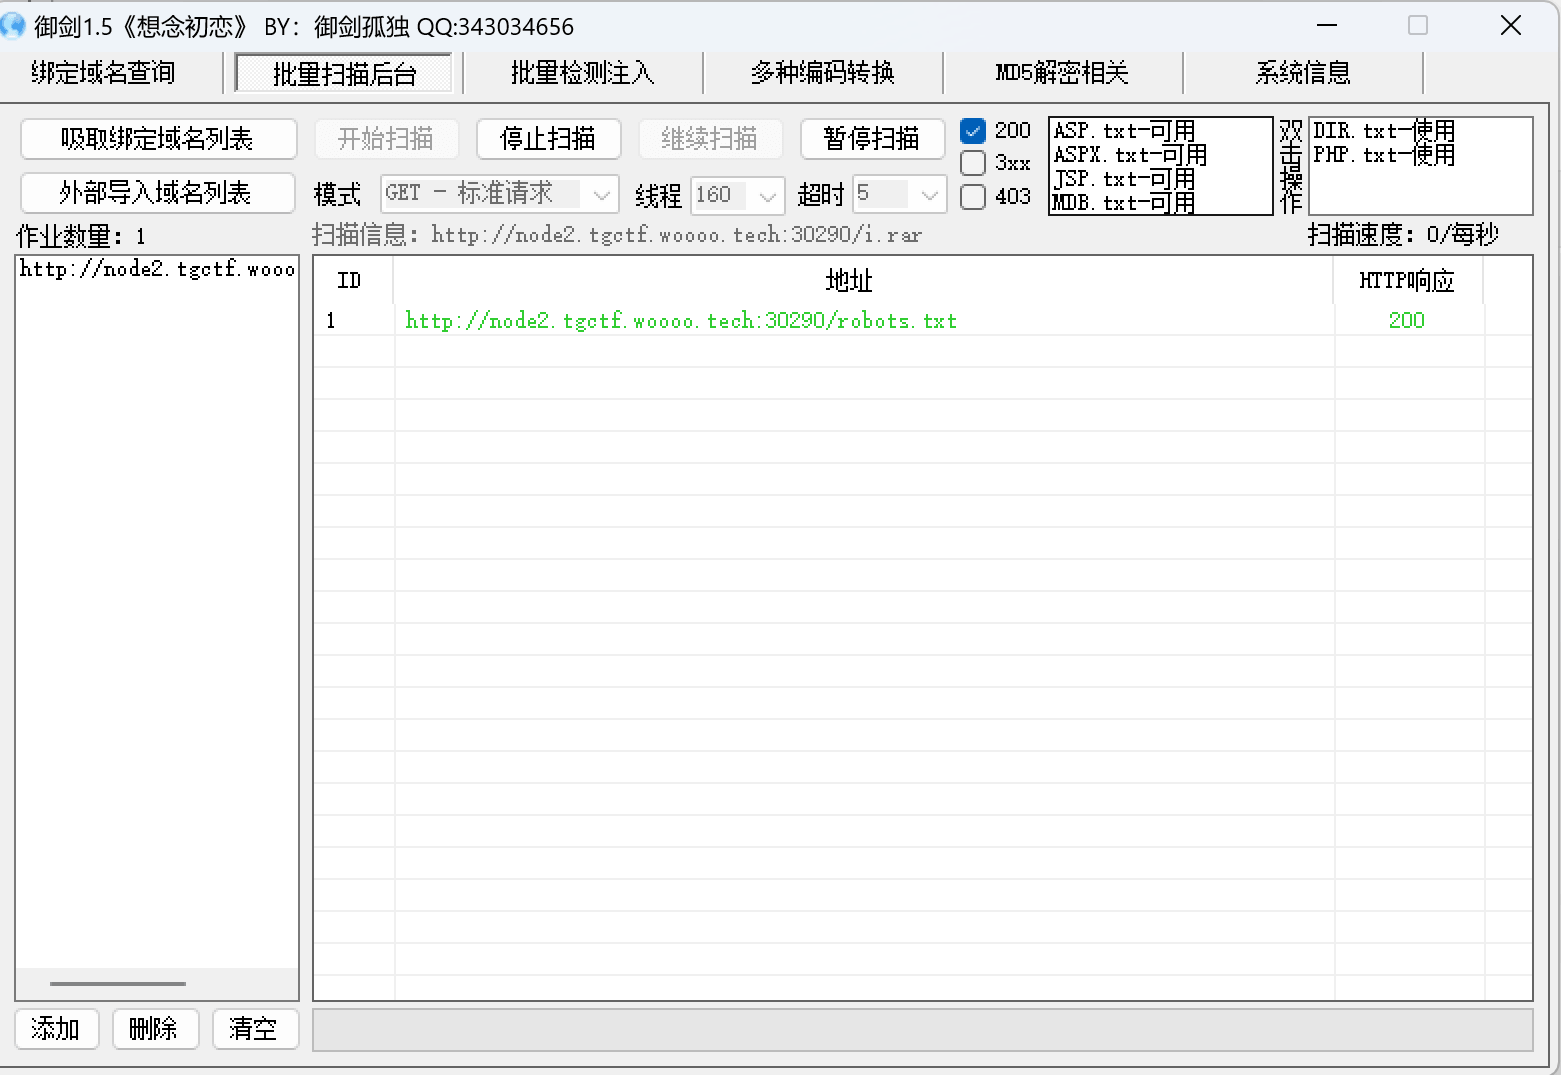 御剑1.5《想念初恋》 BY：御剑孤独 QQ:343034656
绑定域名查询 批量扫描后台 批量检测注入 多种编码转换 MD5解密相关 系统信息
吸取绑定域名列表 开始扫描 停止扫描 继续扫描 暂停扫描
外部导入域名列表 模式 GET - 标准请求 线程 160 超时 5
200
3xx
403
ASP.txt-可用
ASPX.txt-可用
JSP.txt-可用
MDB.txt-可用
双击操作
DIR.txt-使用
PHP.txt-使用
作业数量：1 扫描信息：http://node2.tgctf.woooo.tech:30290/i.rar 扫描速度：0/每秒
http://node2.tgctf.wooo
ID 地址 HTTP响应
1 http://node2.tgctf.woooo.tech:30290/robots.txt 200
添加 删除 清空